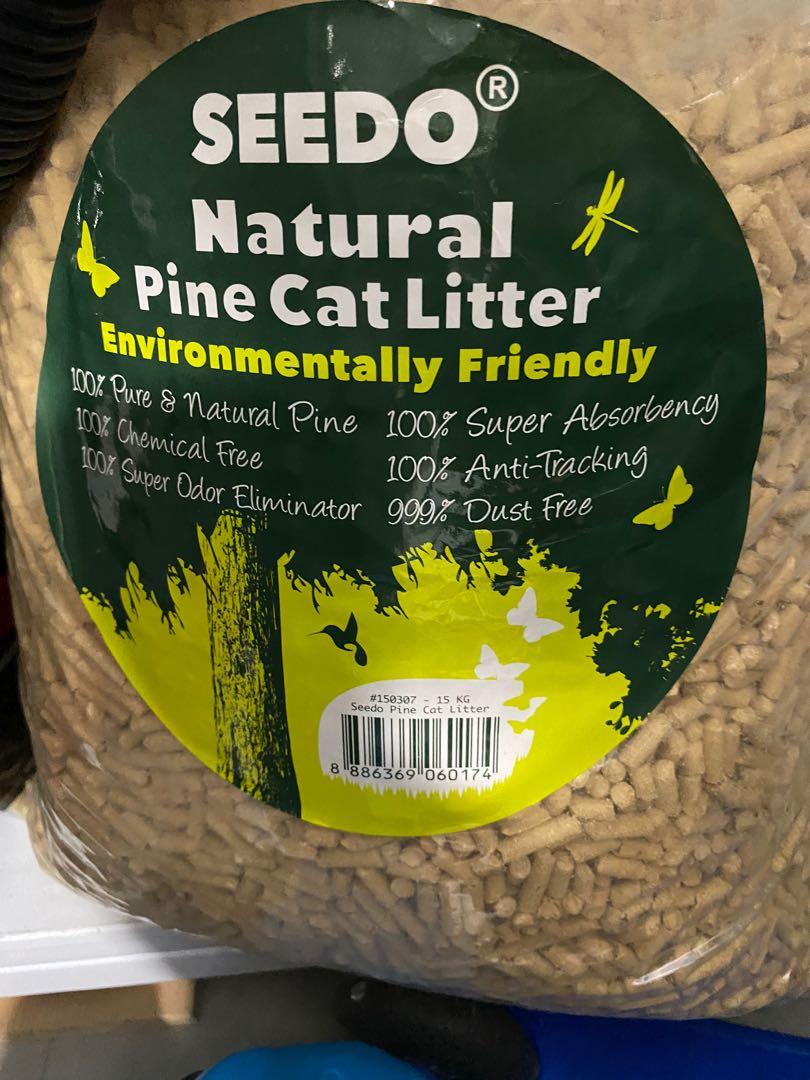 SEEDO®
Natural
Pine Cat Litter
Environmentally Friendly
100% Pure & Natural Pine
100% Chemical Free
100% Super Odor Eliminator
100% Super Absorbency
100% Anti-Tracking
999% Dust Free
#150307 - 15 KG
Seedo Pine Cat Litter
8 886369 060174